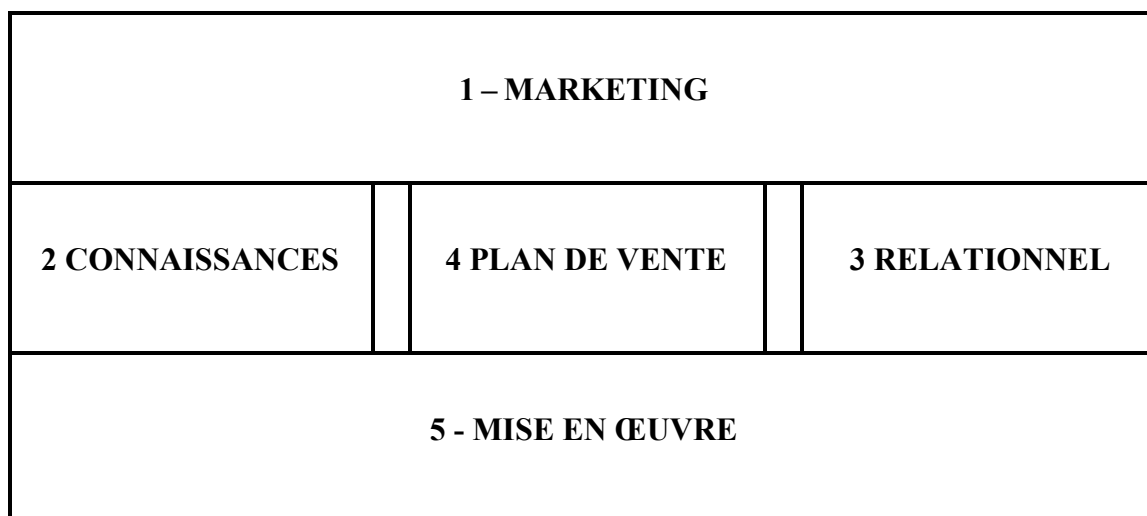 1 – MARKETING
2 CONNAISSANCES
4 PLAN DE VENTE
3 RELATIONNEL
5 - MISE EN ŒUVRE